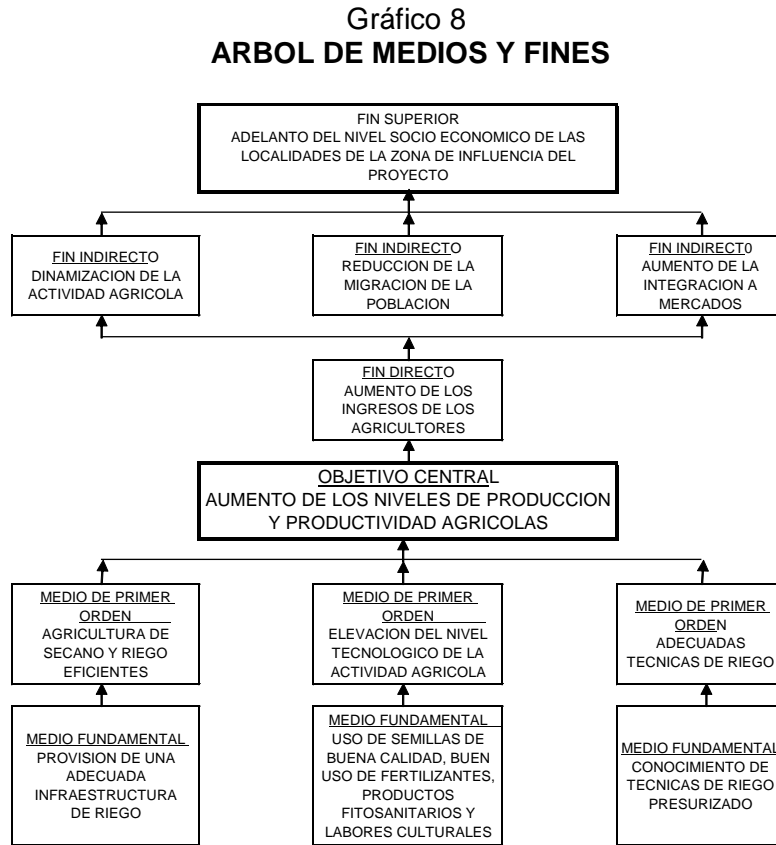 Gráfico 8
ARBOL DE MEDIOS Y FINES
FIN SUPERIOR
ADELANTO DEL NIVEL SOCIO ECONOMICO DE LAS
LOCALIDADES DE LA ZONA DE INFLUENCIA DEL
PROYECTO
FIN INDIRECTO
DINAMIZACION DE LA
ACTIVIDAD AGRICOLA
FIN INDIRECTO
REDUCCION DE LA
MIGRACION DE LA
POBLACION
FIN INDIRECT0
AUMENTO DE LA
INTEGRACION A
MERCADOS
FIN DIRECTO
AUMENTO DE LOS
INGRESOS DE LOS
AGRICULTORES
OBJETIVO CENTRAL
AUMENTO DE LOS NIVELES DE PRODUCCION
Y PRODUCTIVIDAD AGRICOLAS
MEDIO DE PRIMER
ORDEN
AGRICULTURA DE
SECANO Y RIEGO
EFICIENTES
MEDIO DE PRIMER
ORDEN
ELEVACION DEL NIVEL
TECNOLOGICO DE LA
ACTIVIDAD AGRICOLA
MEDIO DE PRIMER
ORDEN
ADECUADAS
TECNICAS DE RIEGO
MEDIO FUNDAMENTAL
PROVISION DE UNA
ADECUADA
INFRAESTRUCTURA
DE RIEGO
MEDIO FUNDAMENTAL
USO DE SEMILLAS DE
BUENA CALIDAD, BUEN
USO DE FERTILIZANTES,
PRODUCTOS
FITOSANITARIOS Y
LABORES CULTURALES
MEDIO FUNDAMENTAL
CONOCIMIENTO DE
TECNICAS DE RIEGO
PRESURIZADO